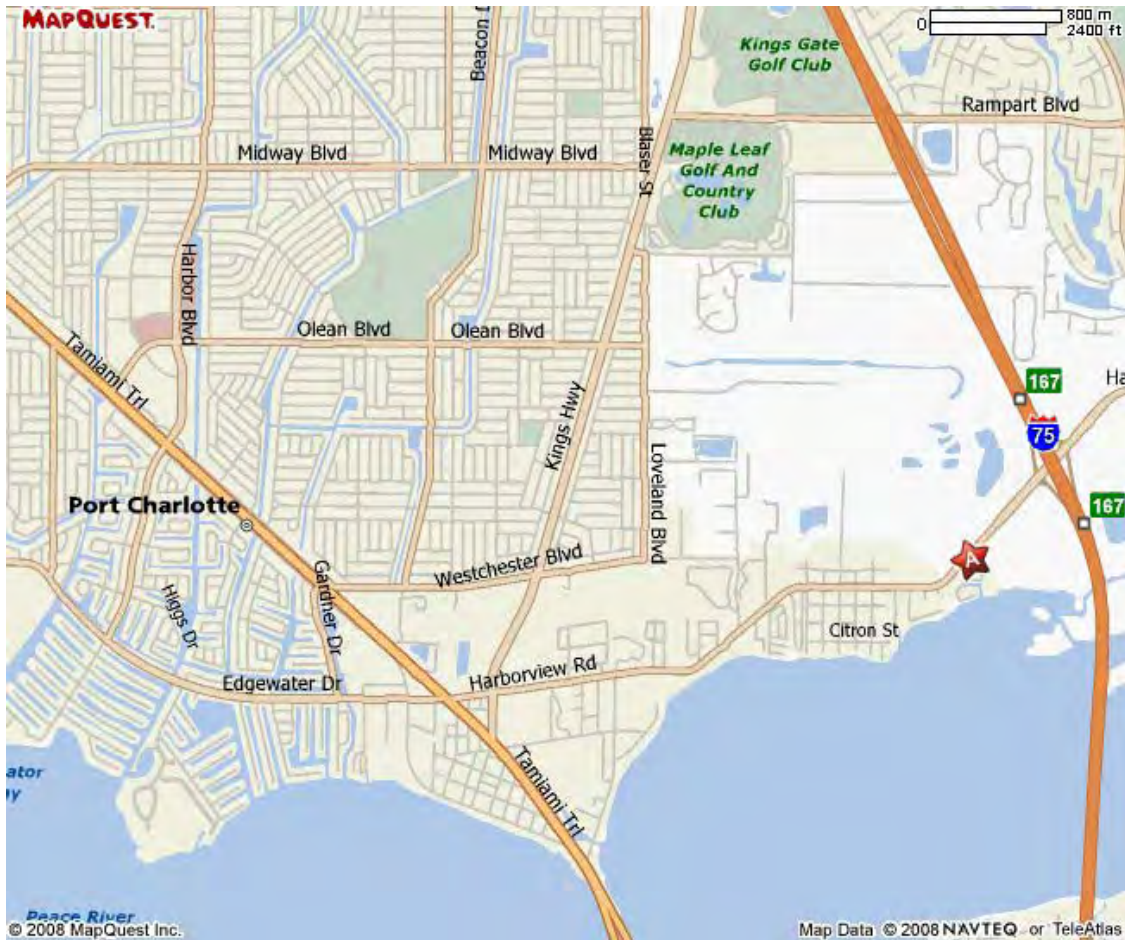 MAPQUEST.
0
800 m
2400 ft
Kings Gate
Golf Club
Rampart Blvd
Midway Blvd
Midway Blvd
Blaser St
Maple Leaf
Golf And
Country
Club
Harbor Blvd
Olean Blvd
Olean Blvd
Tamiami Trl
Kings Hwy
167
75
Loveland Blvd
Port Charlotte
167
Westchester Blvd
A
Gardner Dr
Higgs Dr
Citron St
Harborview Rd
Edgewater Dr
Tamiami Trl
Peace River
© 2008 MapQuest Inc.
Map Data © 2008 NAVTEQ or TeleAtlas